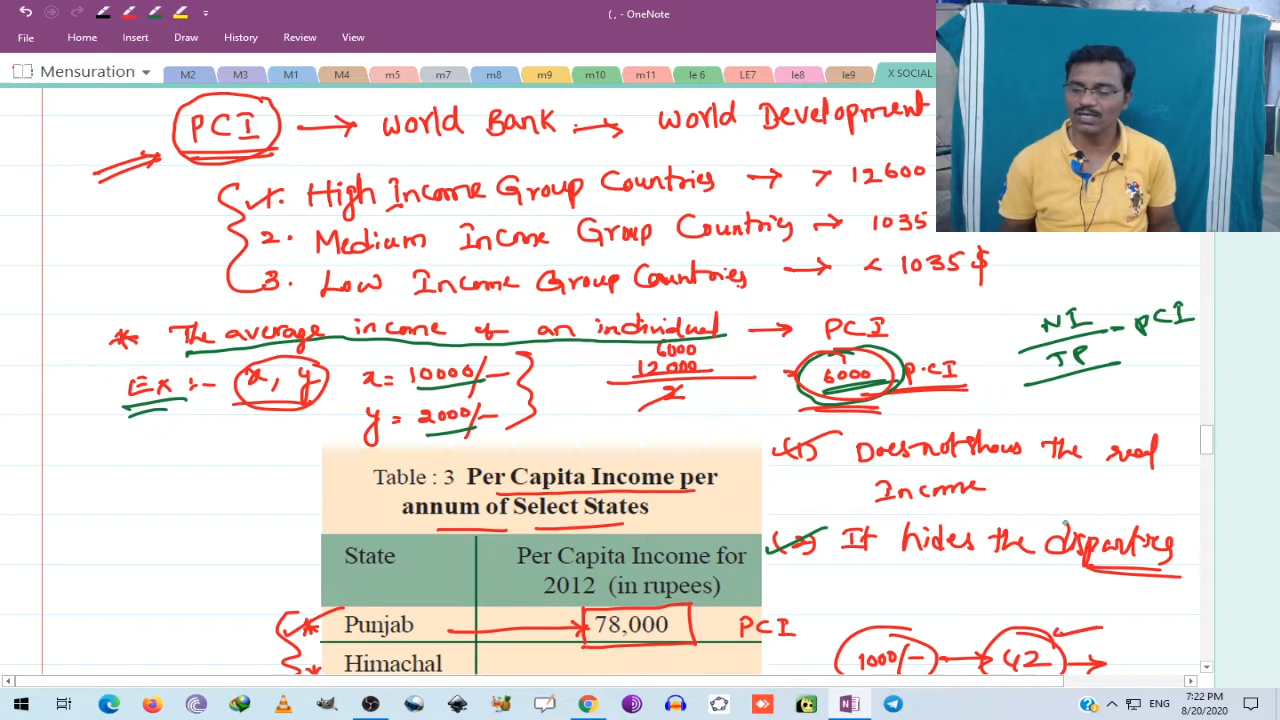 ( , - OneNote
File Home Insert Draw History Review View
Mensuration M2 M3 M1 M4 m5 m7 m8 m9 m10 m11 le 6 LE7 le8 le9 X SOCIAL
PCI → World Bank → World Development
1. High Income Group Countries → > 12600
2. Medium Income Group Countries → 1035
3. Low Income Group Countries → < 1035 $
* The average income of an individual → PCI
NI / TP = PCI
Ex :- x, y x = 10000/- 6000 12000 / 2 = 6000 P.CI
y = 2000/-
(1) Does not shows the real
Income
Table : 3 Per Capita Income per
annum of Select States
(2) It hides the disparties
State Per Capita Income for
2012 (in rupees)
* Punjab → 78,000 PCI
1000/- → 42 →
* Himachal
ENG 7:22 PM
8/20/2020